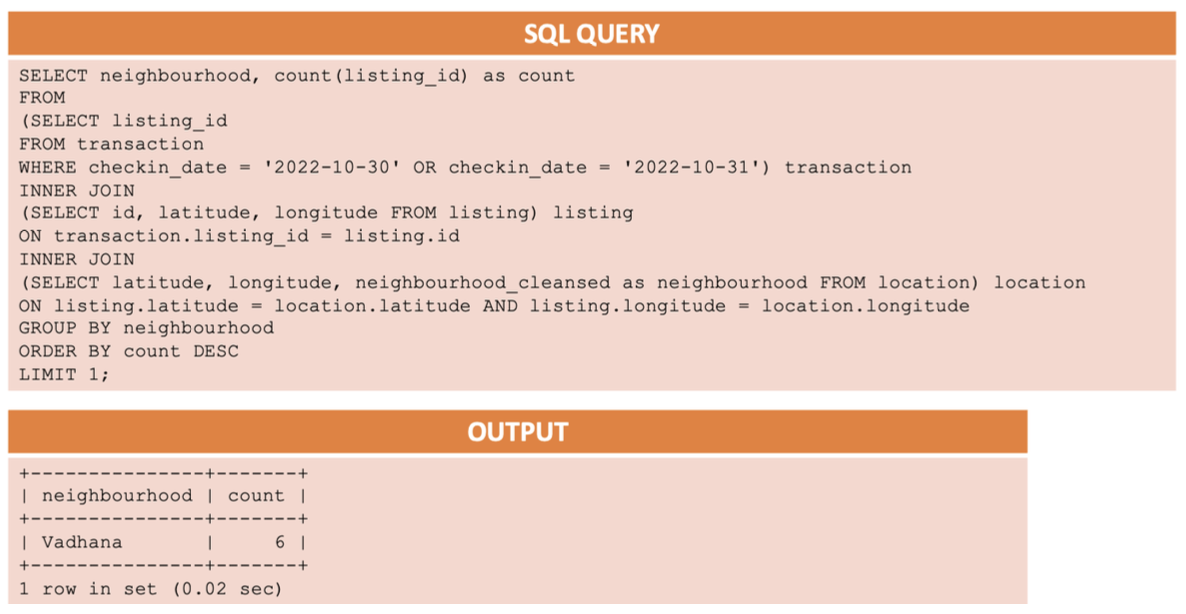 SQL QUERY
SELECT neighbourhood, count(listing_id) as count
FROM
(SELECT listing_id
FROM transaction
WHERE checkin_date = '2022-10-30' OR checkin_date = '2022-10-31') transaction
INNER JOIN
(SELECT id, latitude, longitude FROM listing) listing
ON transaction.listing_id = listing.id
INNER JOIN
(SELECT latitude, longitude, neighbourhood_cleansed as neighbourhood FROM location) location
ON listing.latitude = location.latitude AND listing.longitude = location.longitude
GROUP BY neighbourhood
ORDER BY count DESC
LIMIT 1;
OUTPUT
+---------------+-------+
| neighbourhood | count |
+---------------+-------+
| Vadhana       |     6 |
+---------------+-------+
1 row in set (0.02 sec)